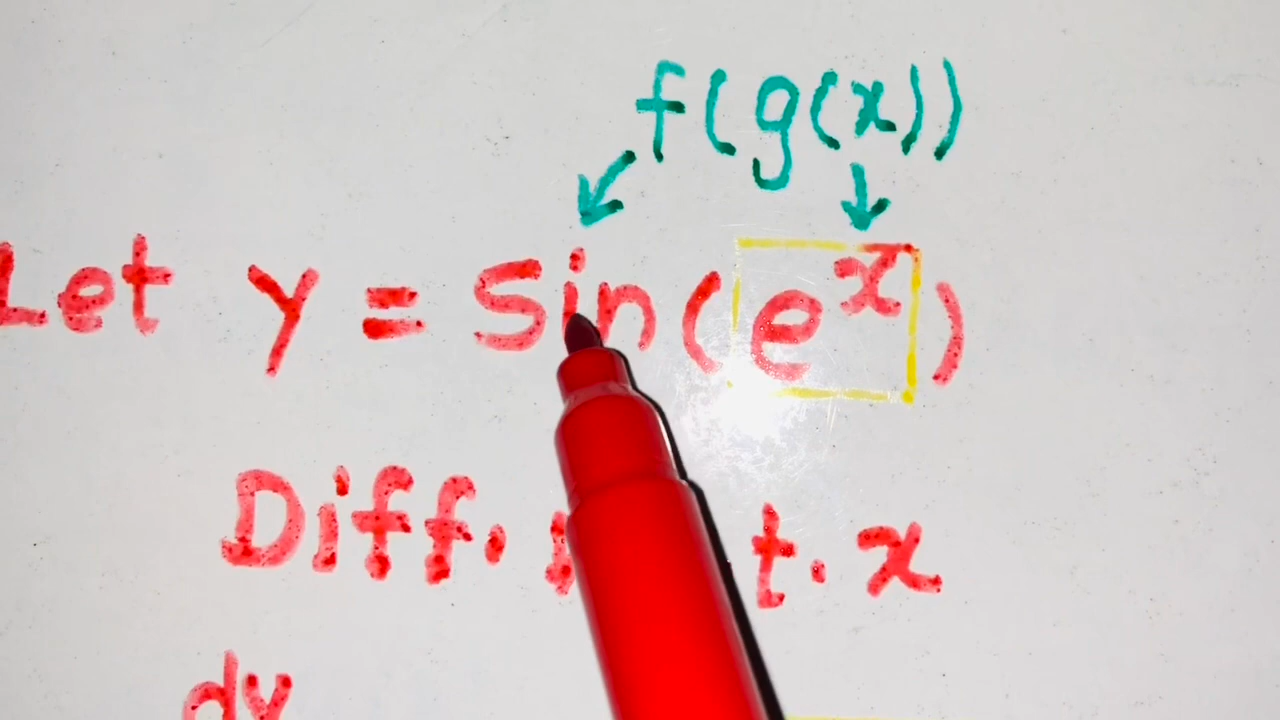 f(g(x))
Let y = sin(e^x)
Diff. t. x
dy